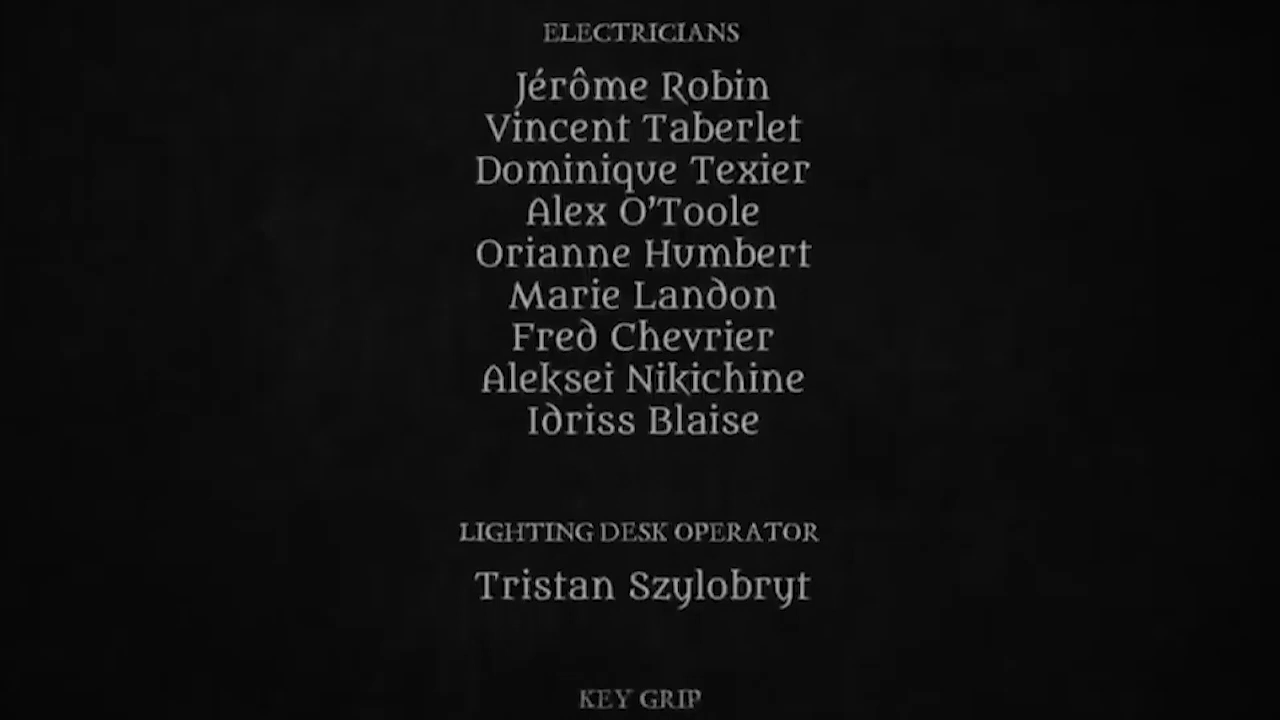 ELECTRICIANS
Jérôme Robin
Vincent Taberlet
Dominique Texier
Alex O’Toole
Orianne Humbert
Marie Landon
Fred Chevrier
Aleksei Nikichine
Idriss Blaise
LIGHTING DESK OPERATOR
Tristan Szylobryt
KEY GRIP